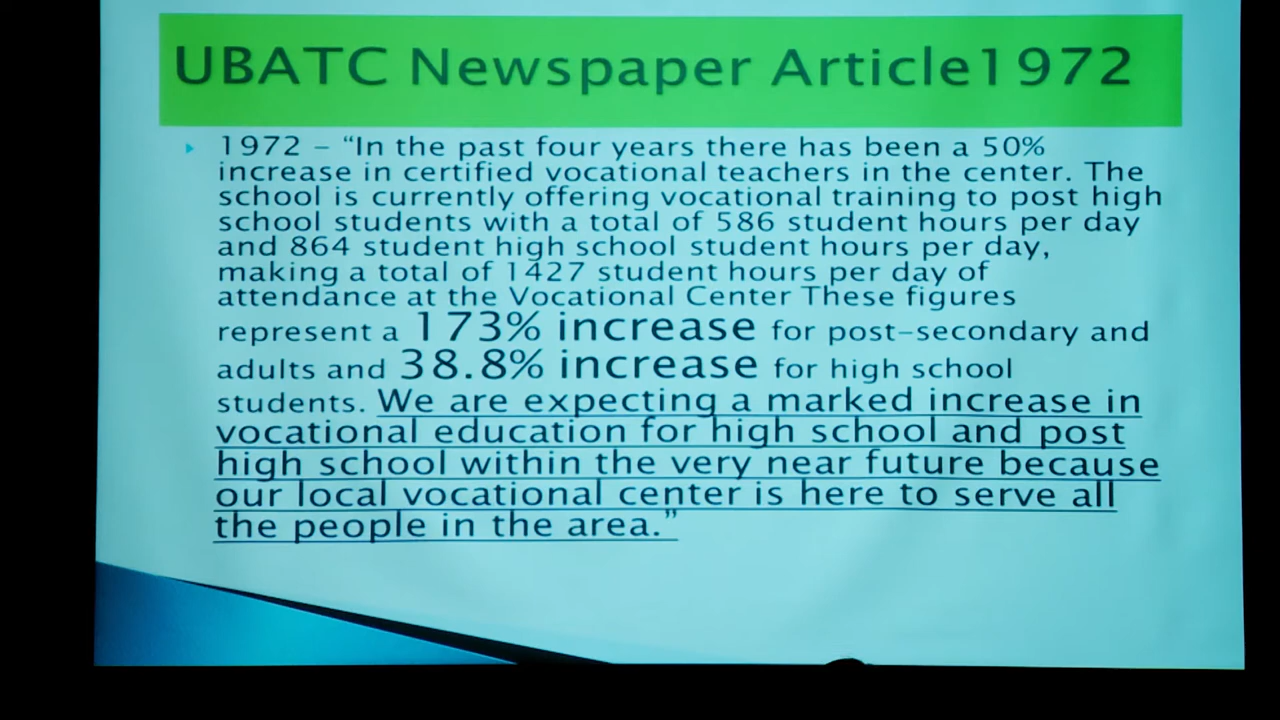 UBATC Newspaper Article1972
1972 – “In the past four years there has been a 50%
increase in certified vocational teachers in the center. The
school is currently offering vocational training to post high
school students with a total of 586 student hours per day
and 864 student high school student hours per day,
making a total of 1427 student hours per day of
attendance at the Vocational Center These figures
represent a 173% increase for post-secondary and
adults and 38.8% increase for high school
students. We are expecting a marked increase in
vocational education for high school and post
high school within the very near future because
our local vocational center is here to serve all
the people in the area.”